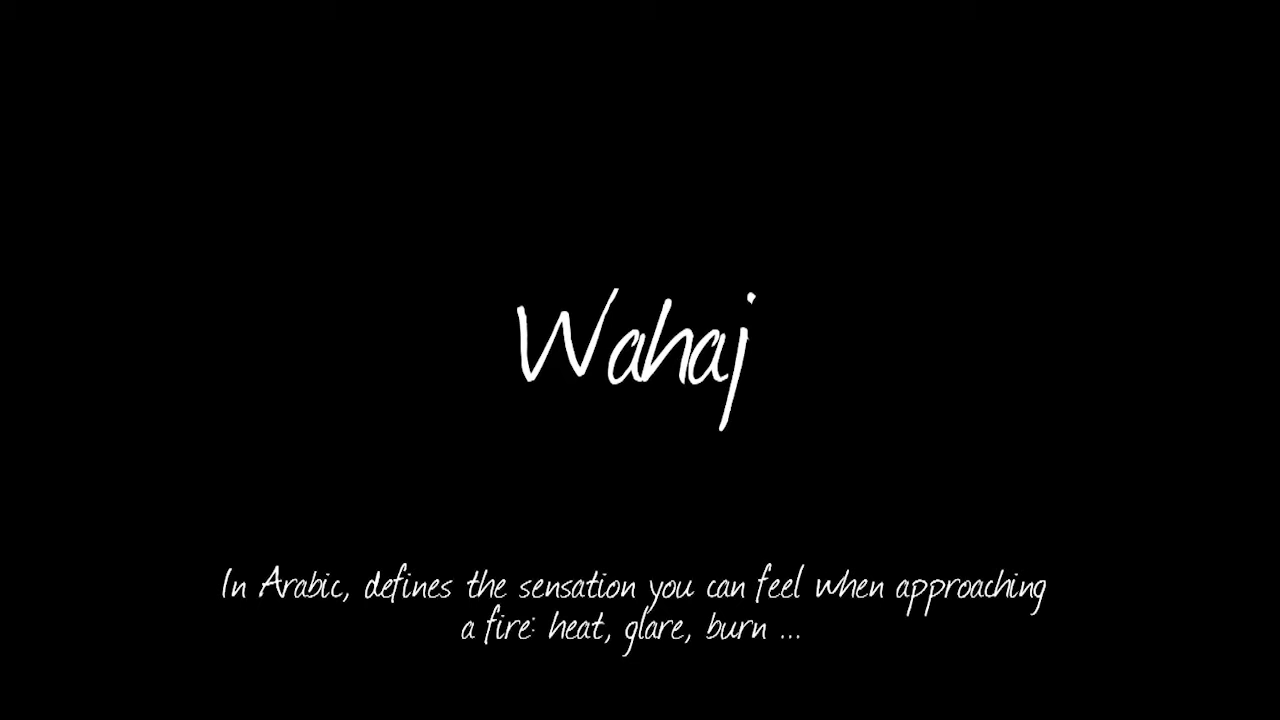 Wahaj
In Arabic, defines the sensation you can feel when approaching
a fire: heat, glare, burn ...